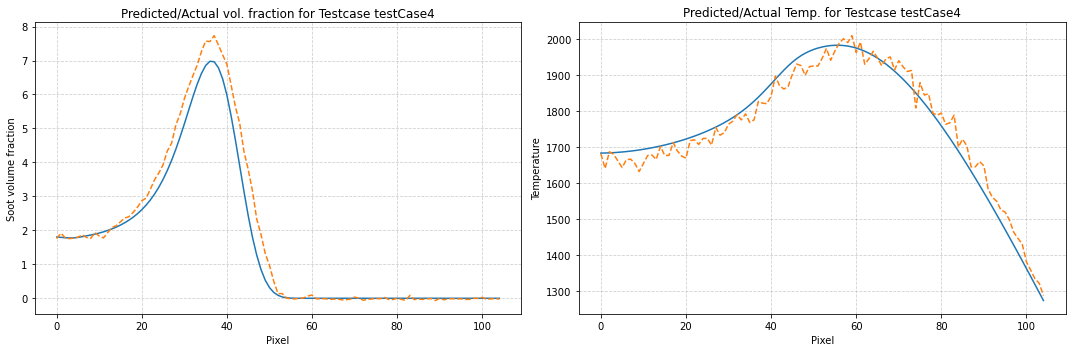 Predicted/Actual vol. fraction for Testcase testCase4
Soot volume fraction
8
7
6
5
4
3
2
1
0
0 20 40 60 80 100
Pixel
Predicted/Actual Temp. for Testcase testCase4
Temperature
2000
1900
1800
1700
1600
1500
1400
1300
0 20 40 60 80 100
Pixel